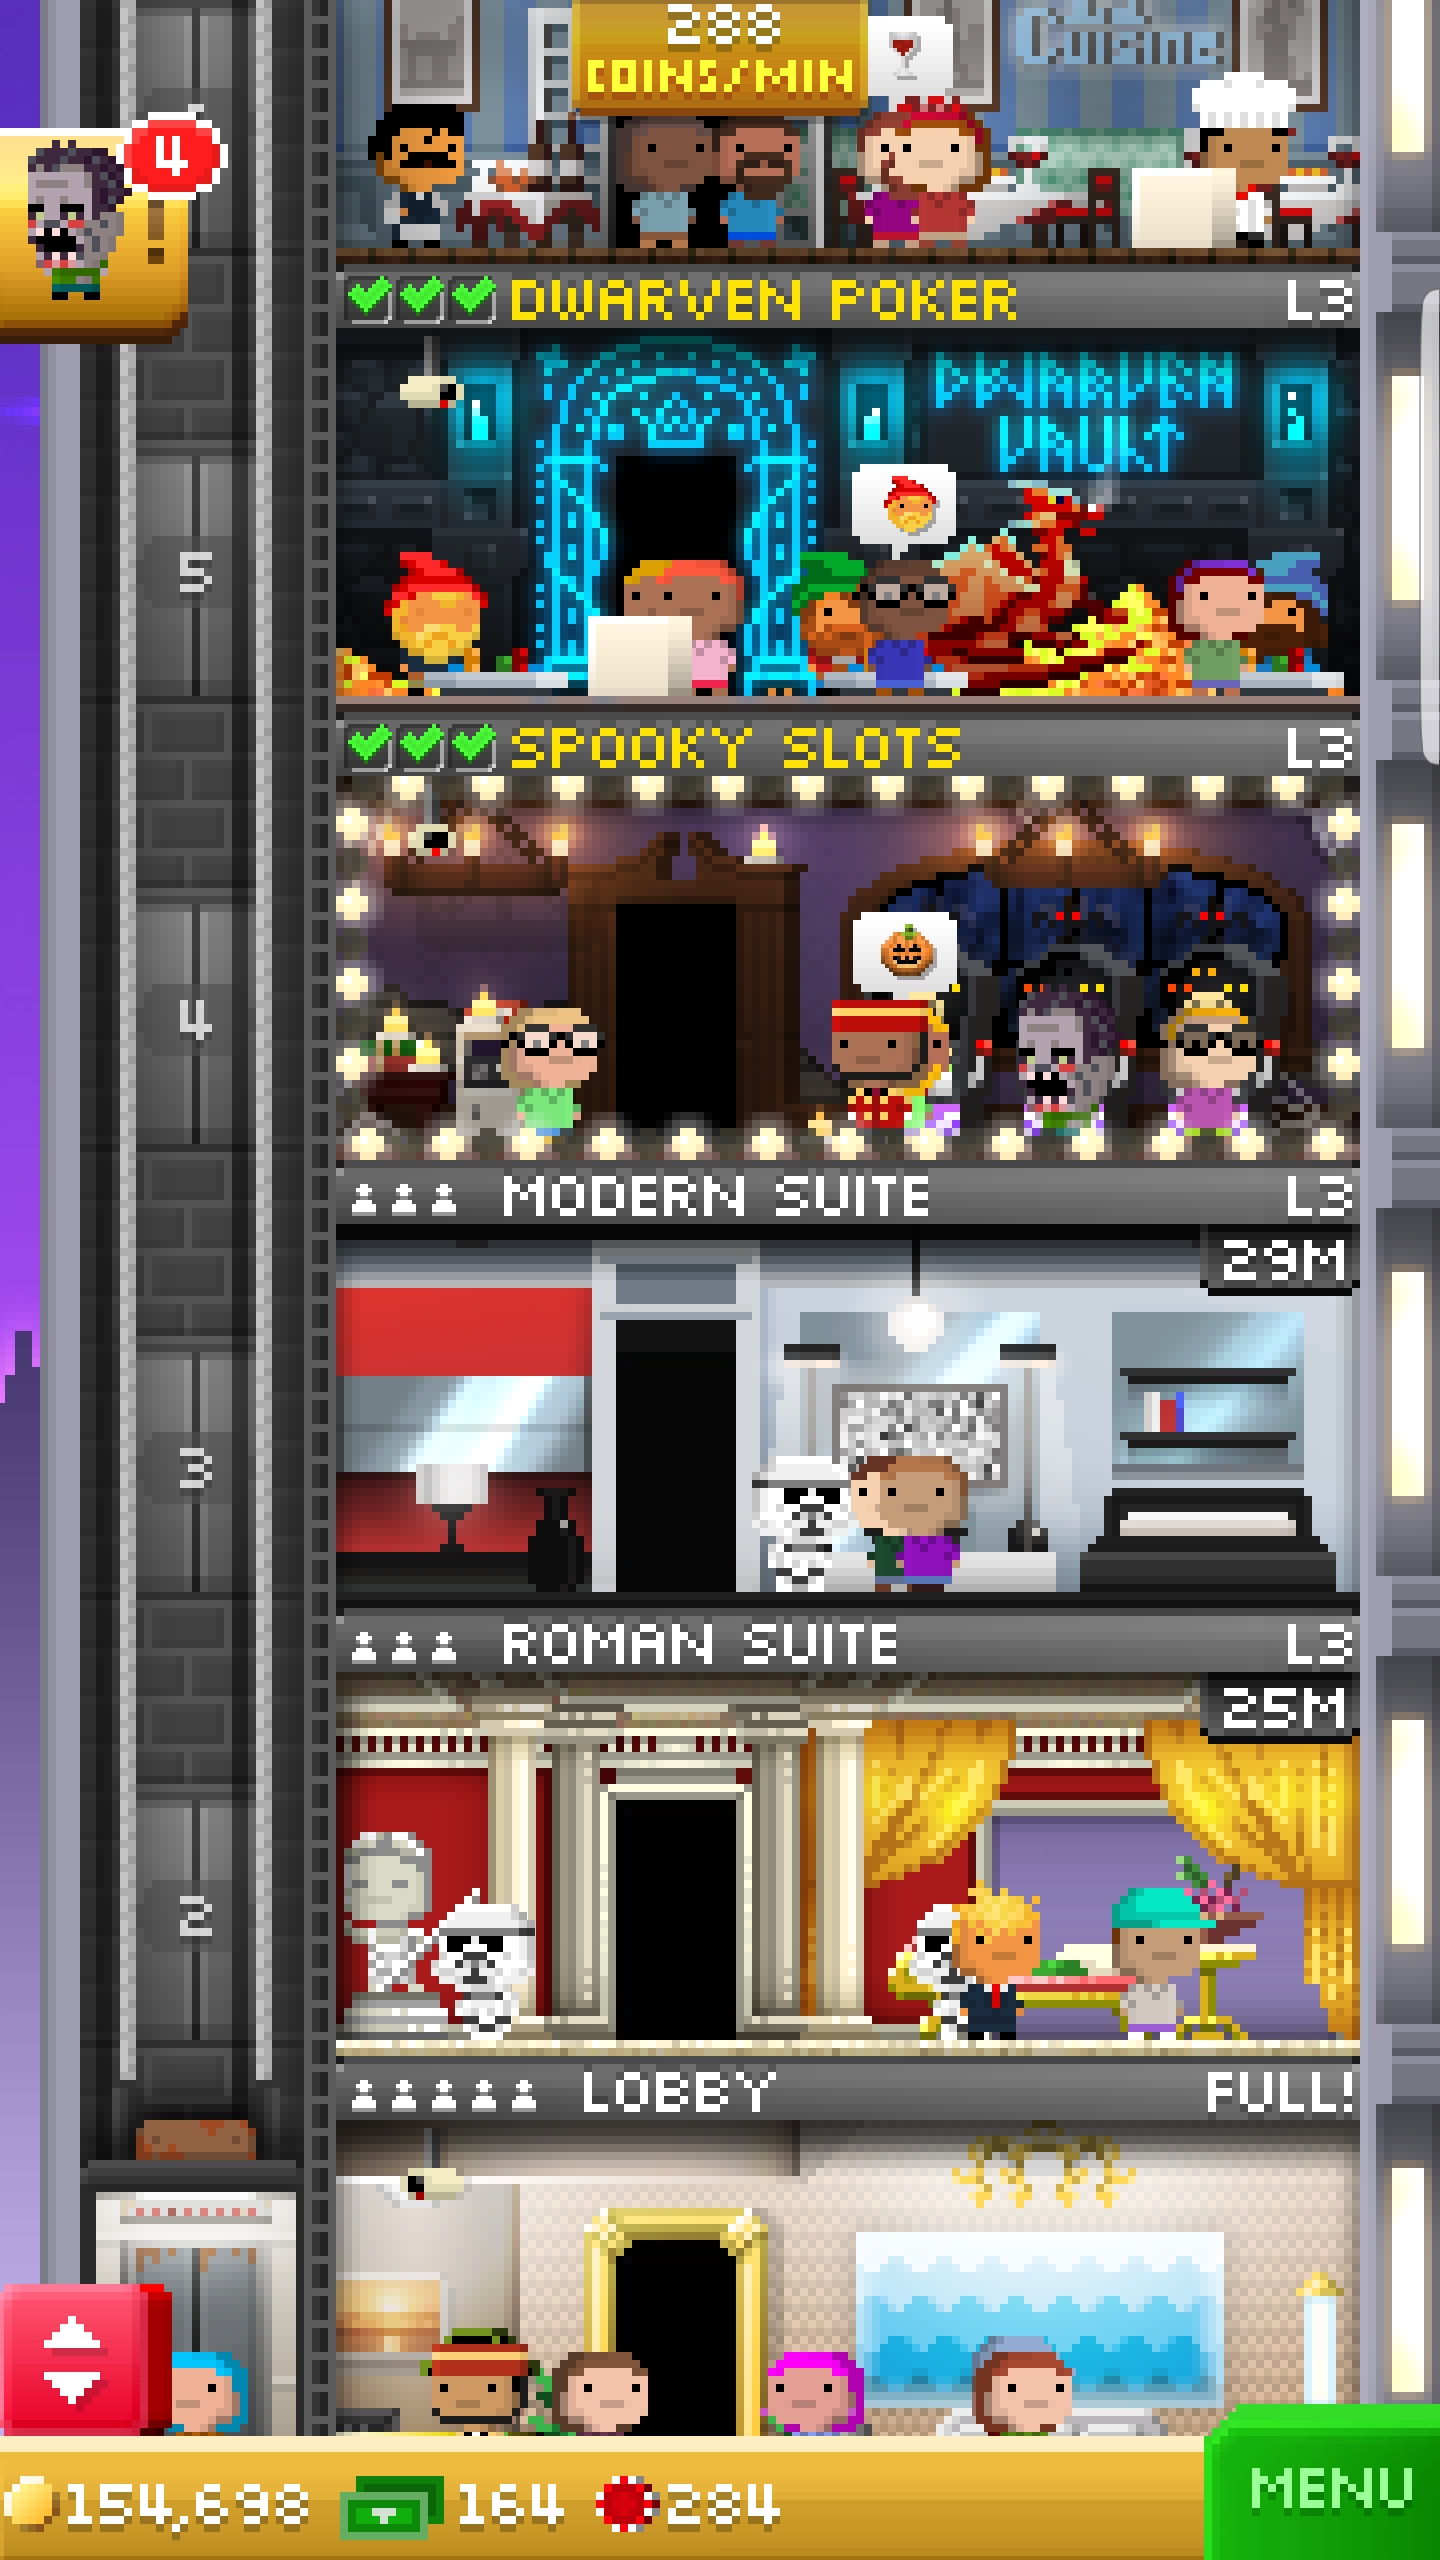 Cuisine
288
COINS/MIN
4
DWARVEN POKER
L3
DWARVEN
VAULT
5
SPOOKY SLOTS
L3
4
MODERN SUITE
L3
29M
3
ROMAN SUITE
L3
25M
2
LOBBY
FULL!
154,698
164
284
MENU